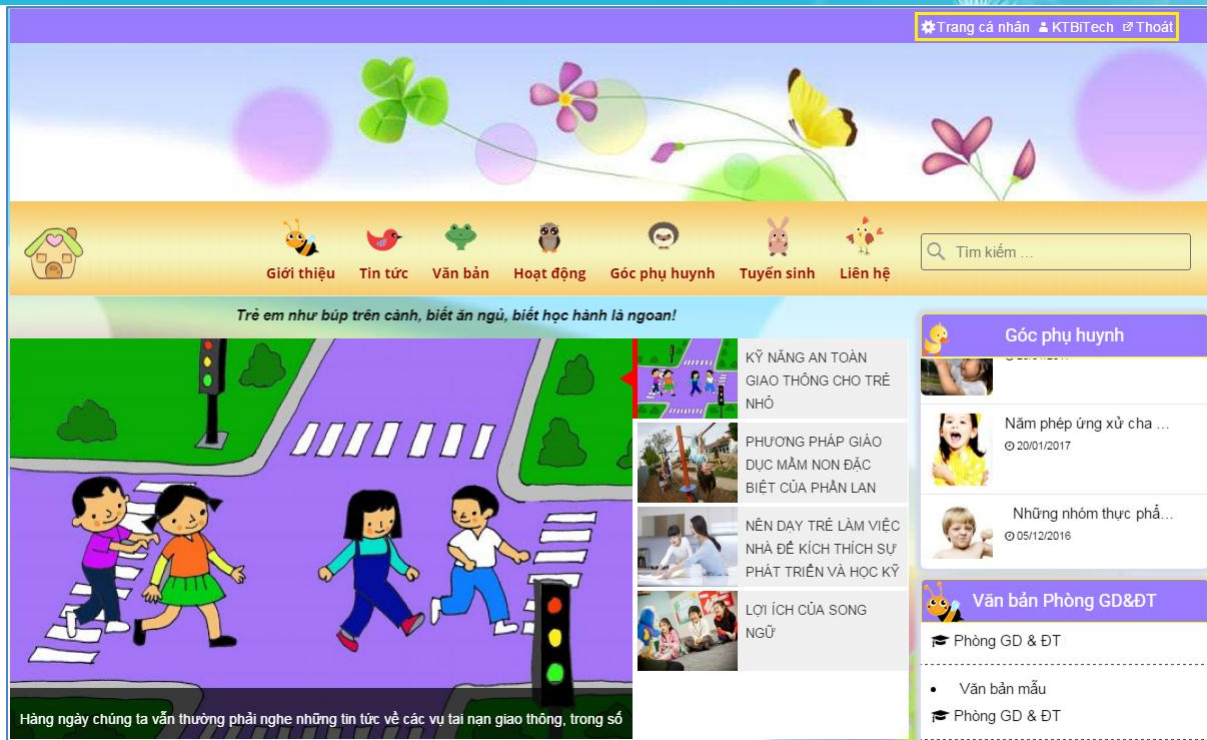 Trang cá nhân KTBiTech Thoát
Giới thiệu Tin tức Văn bản Hoạt động Góc phụ huynh Tuyển sinh Liên hệ
Tìm kiếm ...
Trẻ em như búp trên cành, biết ăn ngủ, biết học hành là ngoan!
KỸ NĂNG AN TOÀN
GIAO THÔNG CHO TRẺ
NHỎ
PHƯƠNG PHÁP GIÁO
DỤC MẦM NON ĐẶC
BIỆT CỦA PHẦN LAN
NÊN DẠY TRẺ LÀM VIỆC
NHÀ ĐỂ KÍCH THÍCH SỰ
PHÁT TRIỂN VÀ HỌC KỸ
LỢI ÍCH CỦA SONG
NGỮ
Hàng ngày chúng ta vẫn thường phải nghe những tin tức về các vụ tai nạn giao thông, trong số
Góc phụ huynh
Năm phép ứng xử cha ...
20/01/2017
Những nhóm thực phẩ...
05/12/2016
Văn bản Phòng GD&ĐT
Phòng GD & ĐT
Văn bản mẫu
Phòng GD & ĐT